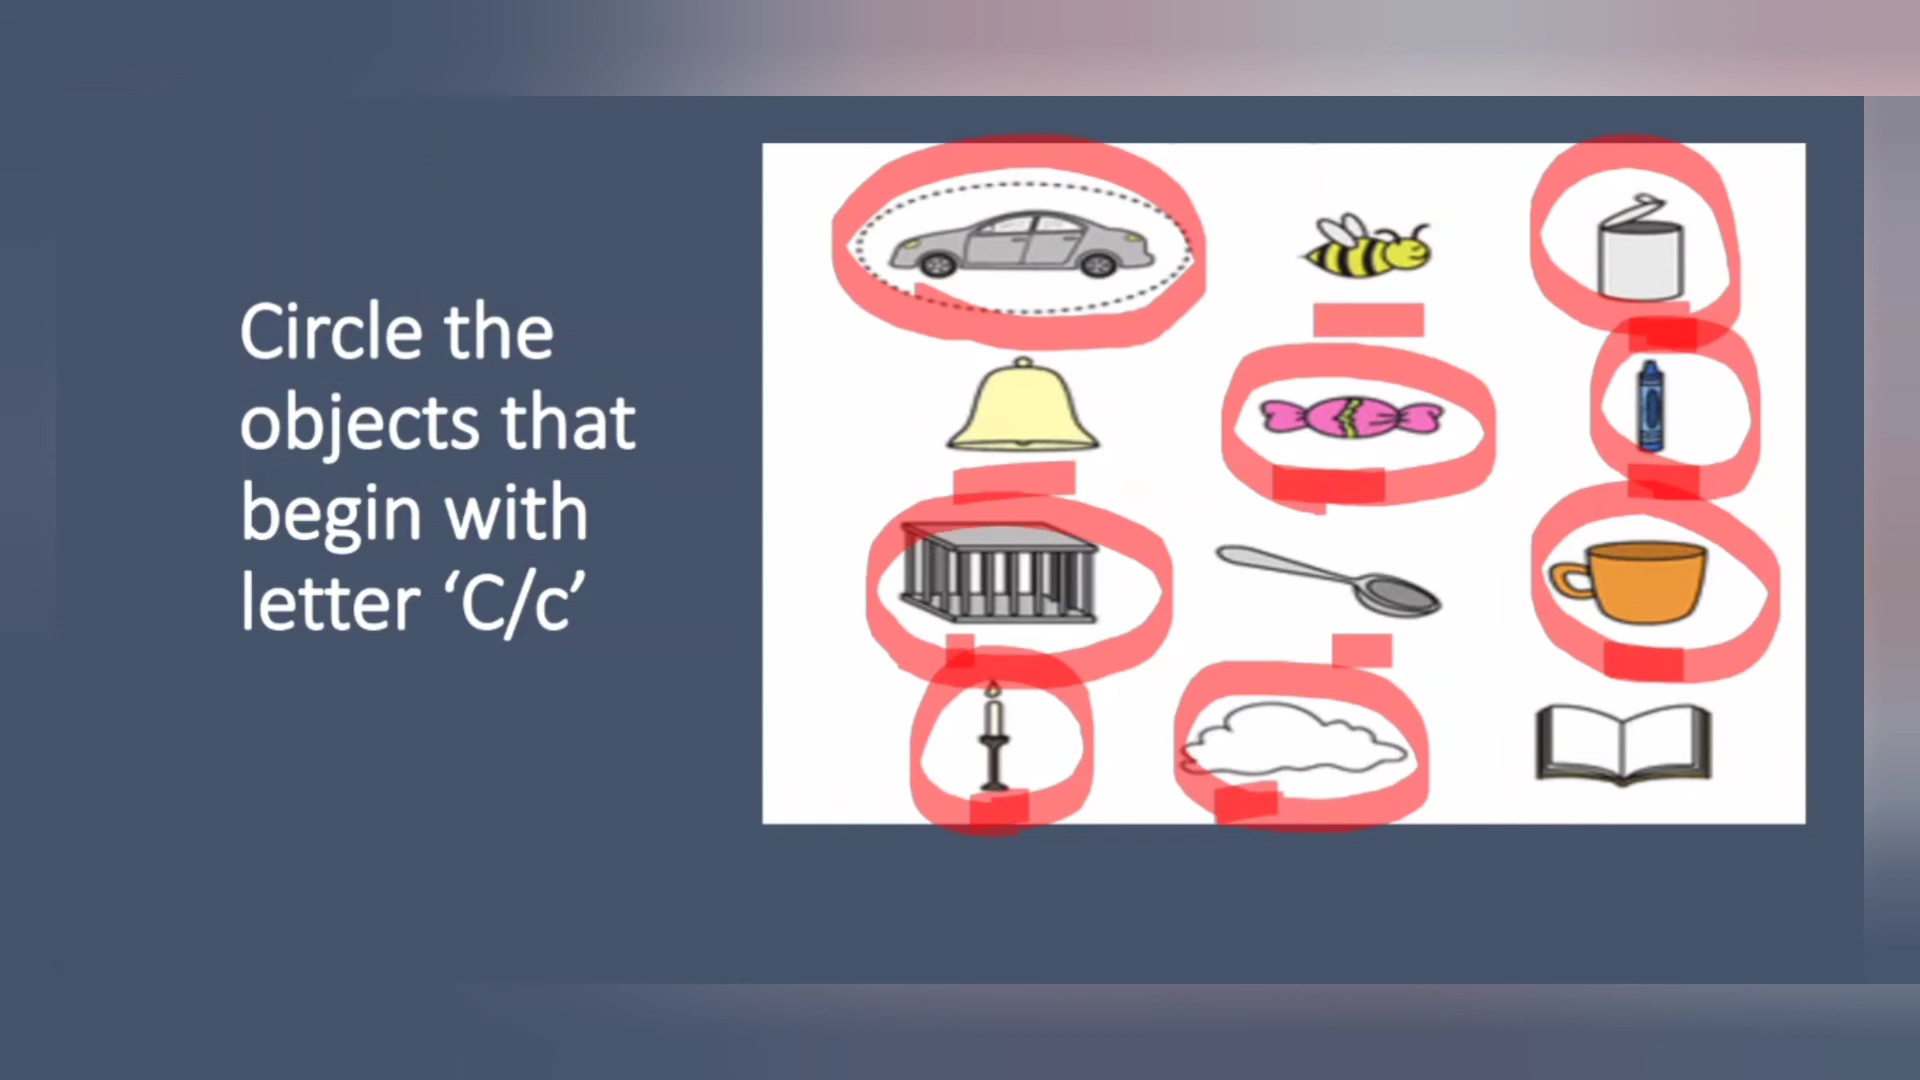 Circle the
objects that
begin with
letter ‘C/c’